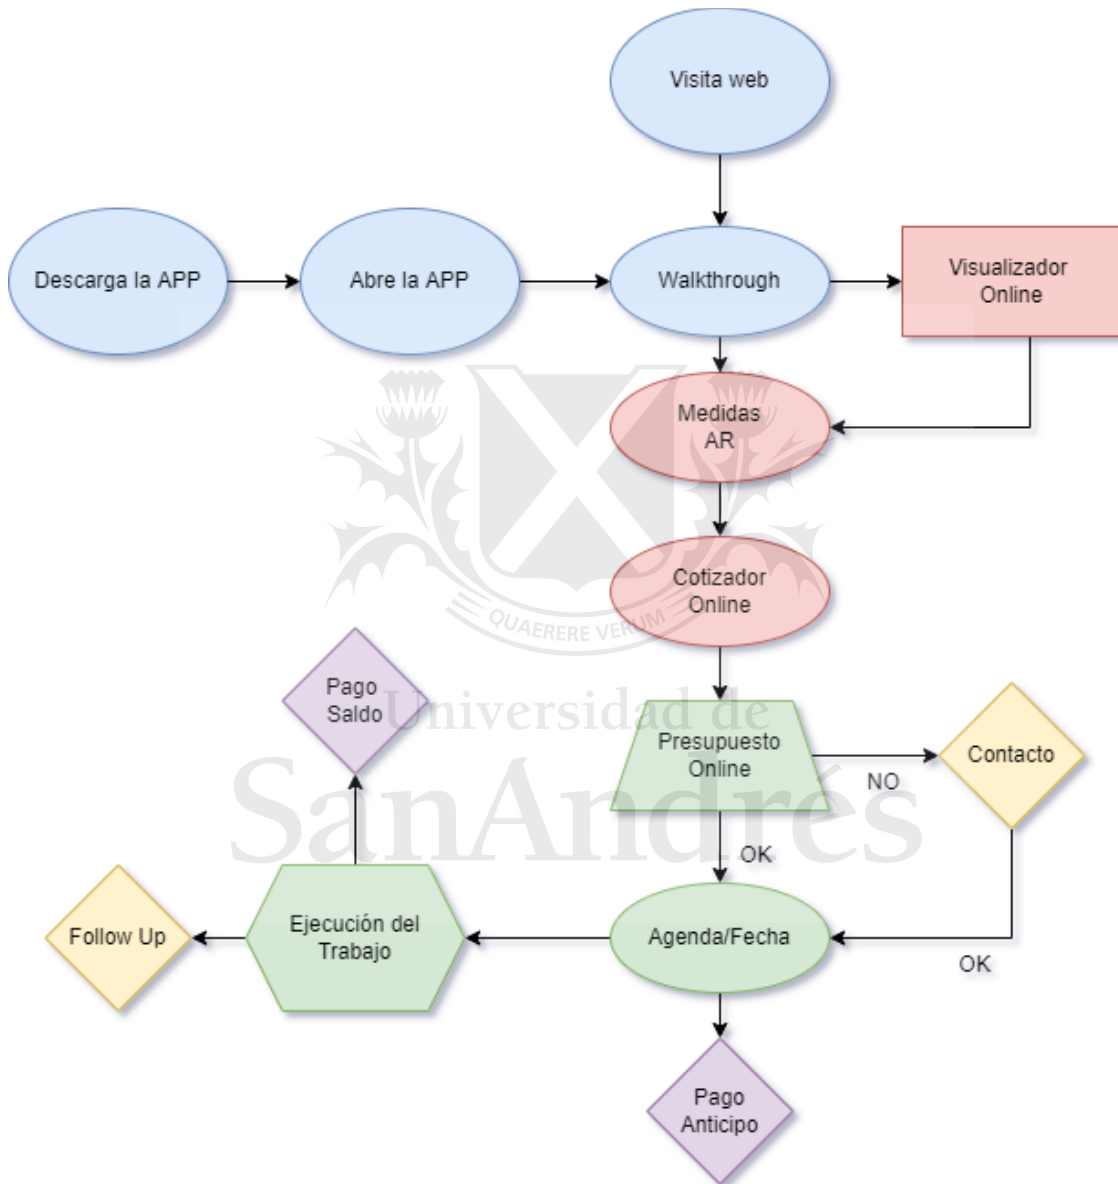 Visita web
Descarga la APP
Abre la APP
Walkthrough
Visualizador
Online
Medidas
AR
Cotizador
Online
QUAERERE VERUM
Pago
Saldo
Universidad de
SanAndrés
Presupuesto
Online
NO
Contacto
OK
Follow Up
Ejecución del
Trabajo
Agenda/Fecha
OK
Pago
Anticipo